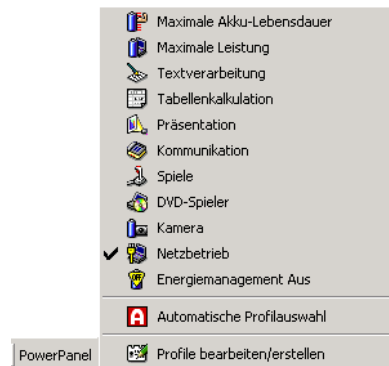 Maximale Akku-Lebensdauer
Maximale Leistung
Textverarbeitung
Tabellenkalkulation
Präsentation
Kommunikation
Spiele
DVD-Spieler
Kamera
Netzbetrieb
OFF Energiemanagement Aus
A Automatische Profilauswahl
PowerPanel Profile bearbeiten/erstellen